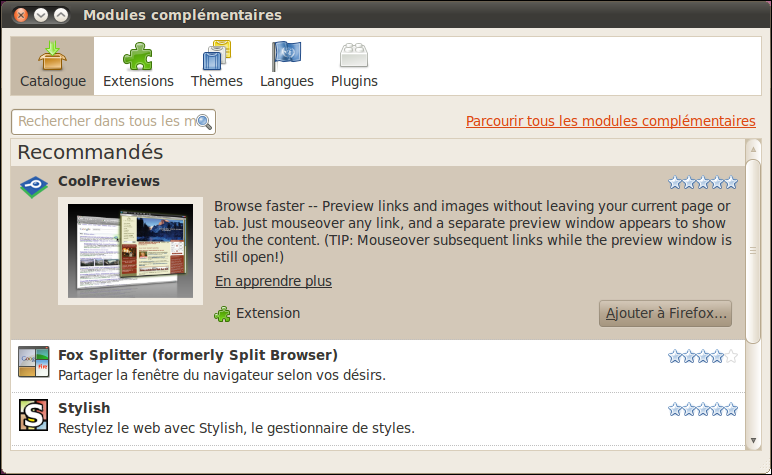 Modules complémentaires
Catalogue Extensions Thèmes Langues Plugins
Rechercher dans tous les m
Parcourir tous les modules complémentaires
Recommandés
CoolPreviews
Browse faster -- Preview links and images without leaving your current page or
tab. Just mouseover any link, and a separate preview window appears to show
you the content. (TIP: Mouseover subsequent links while the preview window is
still open!)
En apprendre plus
Extension
Ajouter à Firefox...
Fox Splitter (formerly Split Browser)
Partager la fenêtre du navigateur selon vos désirs.
S
Stylish
Restylez le web avec Stylish, le gestionnaire de styles.